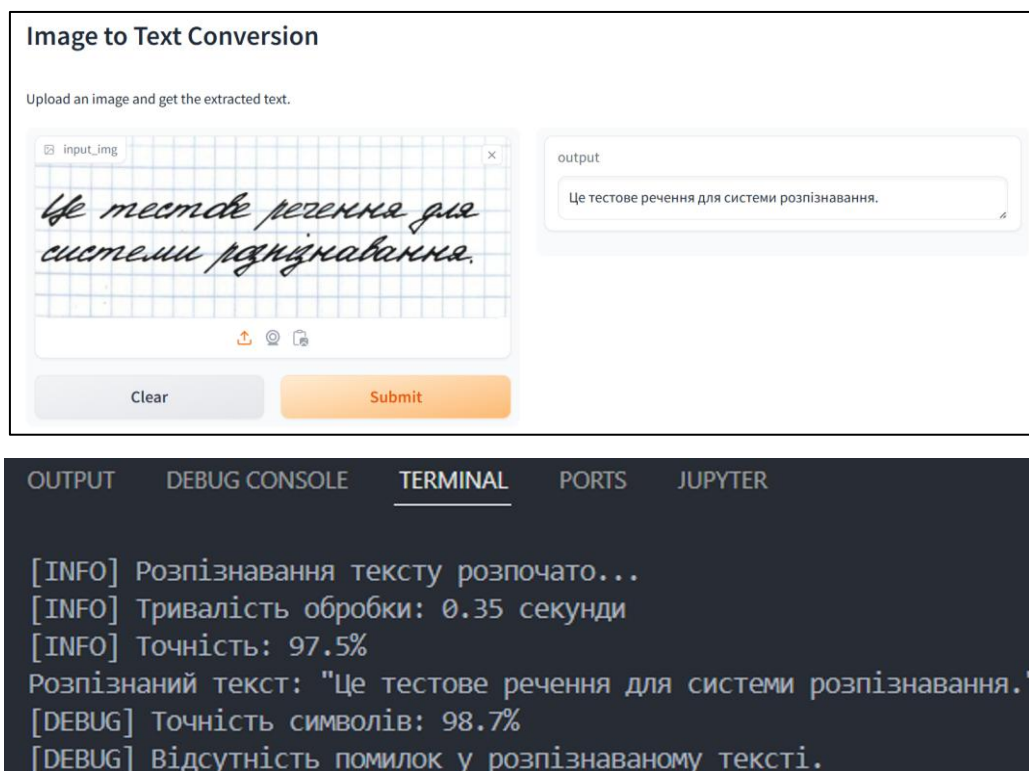 Image to Text Conversion
Upload an image and get the extracted text.
input_img
Це тестове речення для
системи розпізнавання.
Clear
Submit
output
Це тестове речення для системи розпізнавання.
OUTPUT DEBUG CONSOLE TERMINAL PORTS JUPYTER
[INFO] Розпізнавання тексту розпочато...
[INFO] Тривалість обробки: 0.35 секунди
[INFO] Точність: 97.5%
Розпізнаний текст: "Це тестове речення для системи розпізнавання."
[DEBUG] Точність символів: 98.7%
[DEBUG] Відсутність помилок у розпізнаваному тексті.